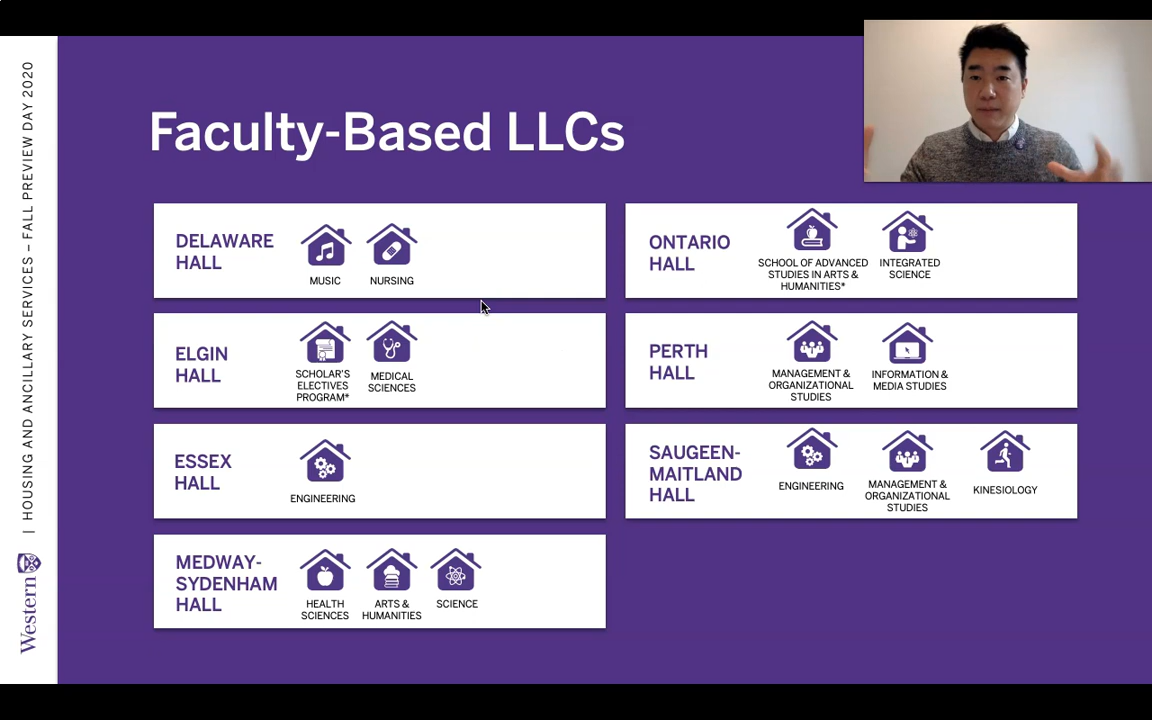 Faculty-Based LLCs
DELAWARE
HALL
MUSIC
NURSING
ELGIN
HALL
SCHOLAR'S
ELECTIVES
PROGRAM*
MEDICAL
SCIENCES
ESSEX
HALL
ENGINEERING
MEDWAY-
SYDENHAM
HALL
HEALTH
SCIENCES
ARTS &
HUMANITIES
SCIENCE
ONTARIO
HALL
SCHOOL OF ADVANCED
STUDIES IN ARTS &
HUMANITIES*
INTEGRATED
SCIENCE
PERTH
HALL
MANAGEMENT &
ORGANIZATIONAL
STUDIES
INFORMATION &
MEDIA STUDIES
SAUGEEN-
MAITLAND
HALL
ENGINEERING
MANAGEMENT &
ORGANIZATIONAL
STUDIES
KINESIOLOGY
Western | HOUSING AND ANCILLARY SERVICES – FALL PREVIEW DAY 2020